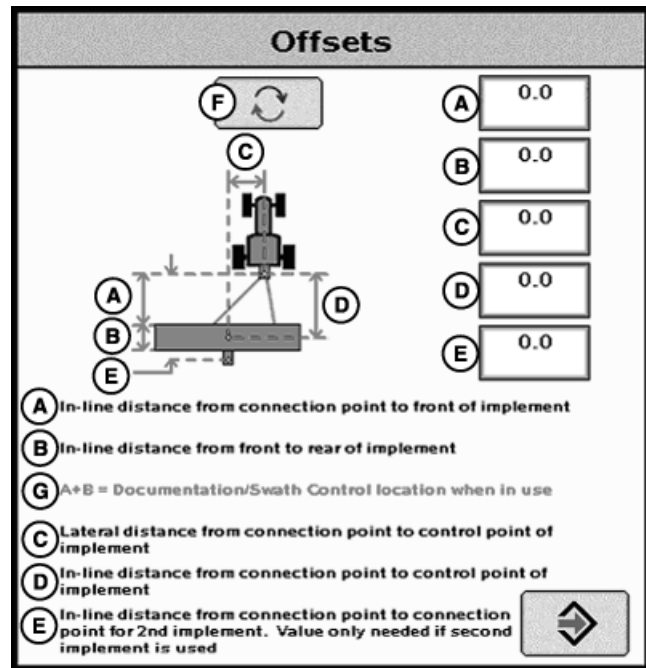 Offsets
F
C
A
B
E
D
A 0.0
B 0.0
C 0.0
D 0.0
E 0.0
A In-line distance from connection point to front of implement
B In-line distance from front to rear of implement
G A+B = Documentation/Swath Control location when in use
C Lateral distance from connection point to control point of
implement
D In-line distance from connection point to control point of
implement
E In-line distance from connection point to connection
point for 2nd implement. Value only needed if second
implement is used